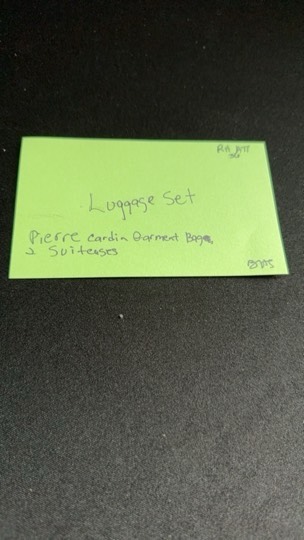 Luggage Set
Pierre Cardin Garment Bag,
2 Suitcases